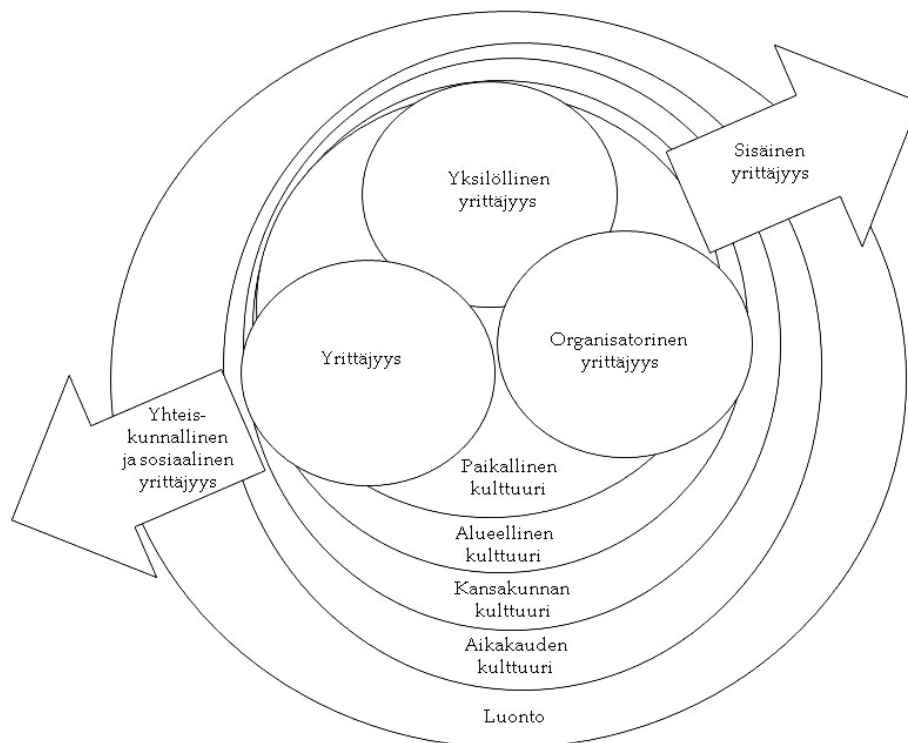 Sisäinen
yrittäjyys
Yksilöllinen
yrittäjyys
Organisatorinen
yrittäjyys
Yrittäjyys
Yhteis-
kunnallinen
ja sosiaalinen
yrittäjyys
Paikallinen
kulttuuri
Alueellinen
kulttuuri
Kansakunnan
kulttuuri
Aikakauden
kulttuuri
Luonto